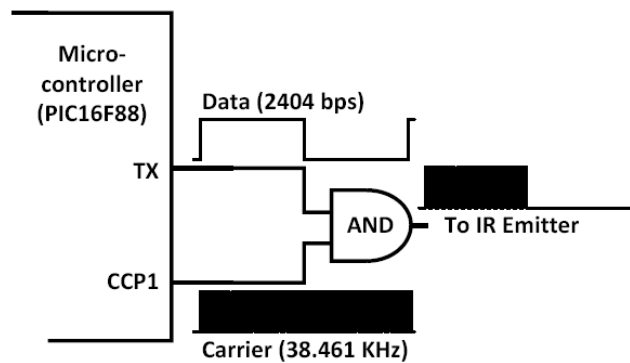 Micro-
controller
(PIC16F88)
Data (2404 bps)
TX
AND
To IR Emitter
CCP1
Carrier (38.461 KHz)